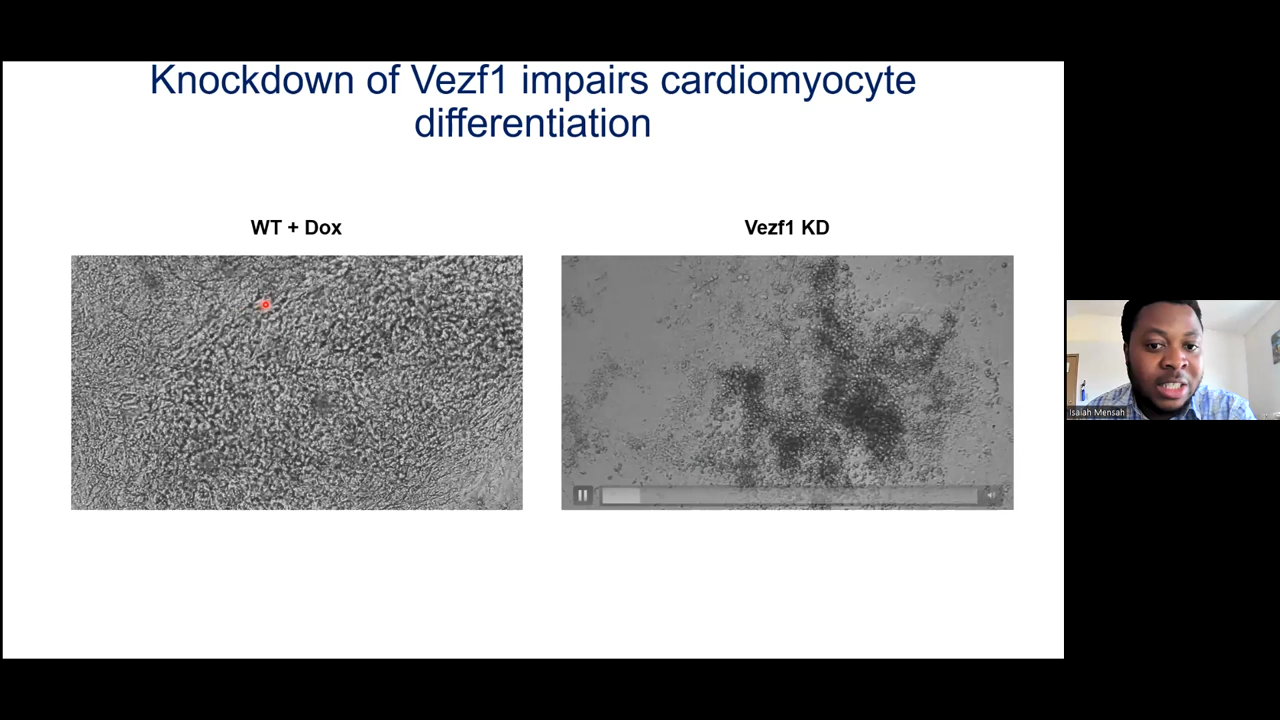 Knockdown of Vezf1 impairs cardiomyocyte
differentiation
WT + Dox
Vezf1 KD
Isaiah Mensah